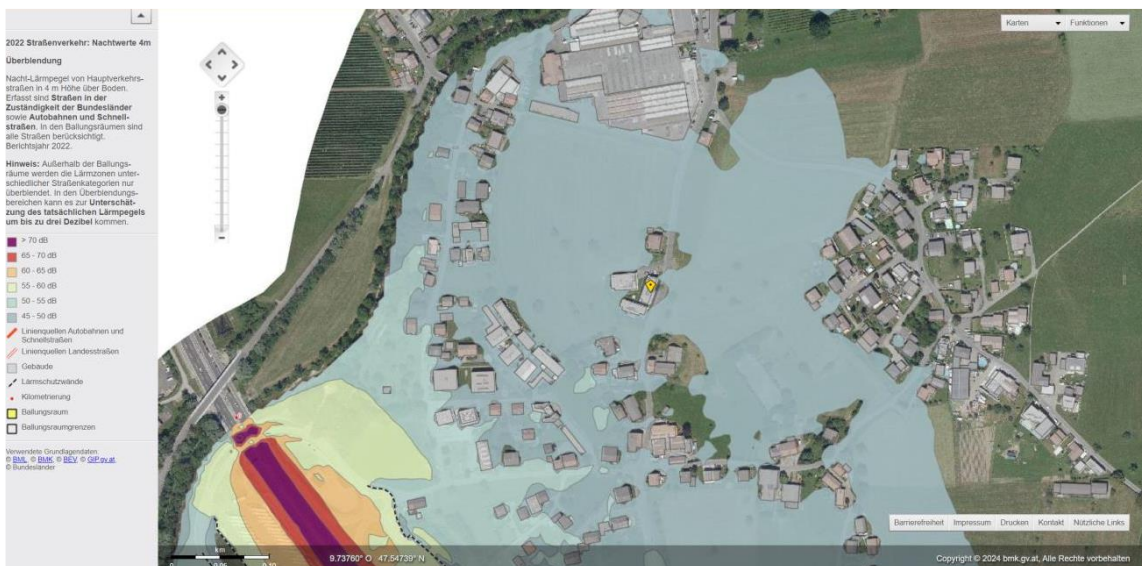 2022 Straßenverkehr: Nachtwerte 4m
Überblendung
Nacht-Lärmpegel von Hauptverkehrs-
straßen in 4 m Höhe über Boden.
Erfasst sind Straßen in der
Zuständigkeit der Bundesländer
sowie Autobahnen und Schnell-
straßen. In den Ballungsräumen sind
alle Straßen berücksichtigt.
Berichtsjahr 2022.
Hinweis: Außerhalb der Ballungs-
räume werden die Lärmzonen unter-
schiedlicher Straßenkategorien nur
überblendet. In den Überblendungs-
bereichen kann es zur Unterschät-
zung des tatsächlichen Lärmpegels
um bis zu drei Dezibel kommen.
> 70 dB
65 - 70 dB
60 - 65 dB
55 - 60 dB
50 - 55 dB
45 - 50 dB
Linienquellen Autobahnen und
Schnellstraßen
Linienquellen Landesstraßen
Gebäude
Lärmschutzwände
Kilometrierung
Ballungsraum
Ballungsraumgrenzen
Verwendete Grundlagendaten:
© BML, © BMK, © BEV, © GIP.gv.at,
© Bundesländer
Karten
Funktionen
Barrierefreiheit Impressum Drucken Kontakt Nützliche Links
km
0 0.05 0.10
9.73760° O 47.54739° N
Copyright © 2024 bmk.gv.at, Alle Rechte vorbehalten